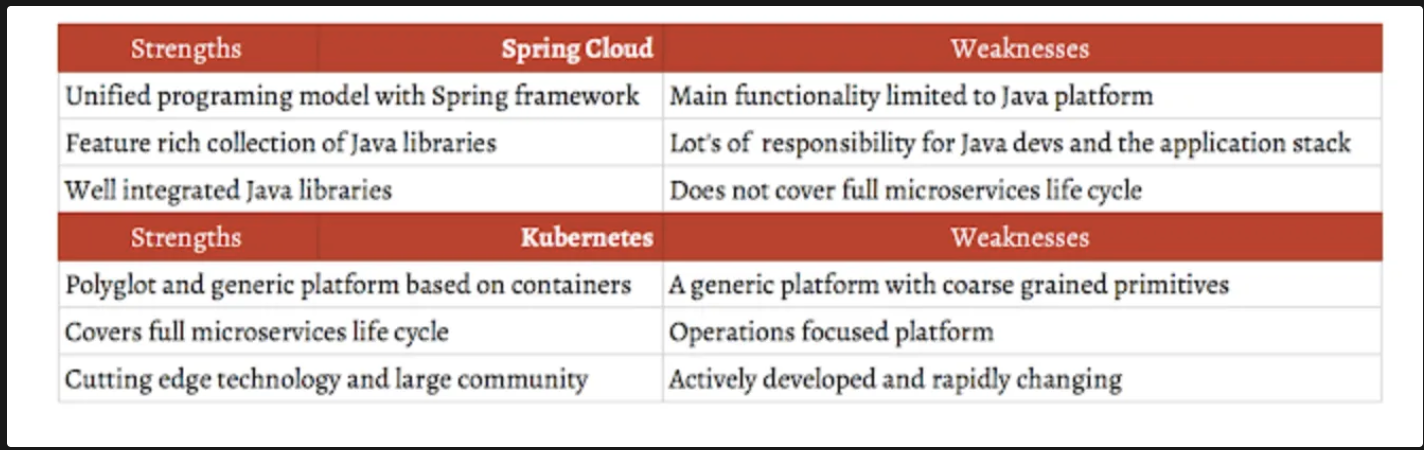 Strengths Spring Cloud Weaknesses
Unified programing model with Spring framework Main functionality limited to Java platform
Feature rich collection of Java libraries Lot's of responsibility for Java devs and the application stack
Well integrated Java libraries Does not cover full microservices life cycle
Strengths Kubernetes Weaknesses
Polyglot and generic platform based on containers A generic platform with coarse grained primitives
Covers full microservices life cycle Operations focused platform
Cutting edge technology and large community Actively developed and rapidly changing